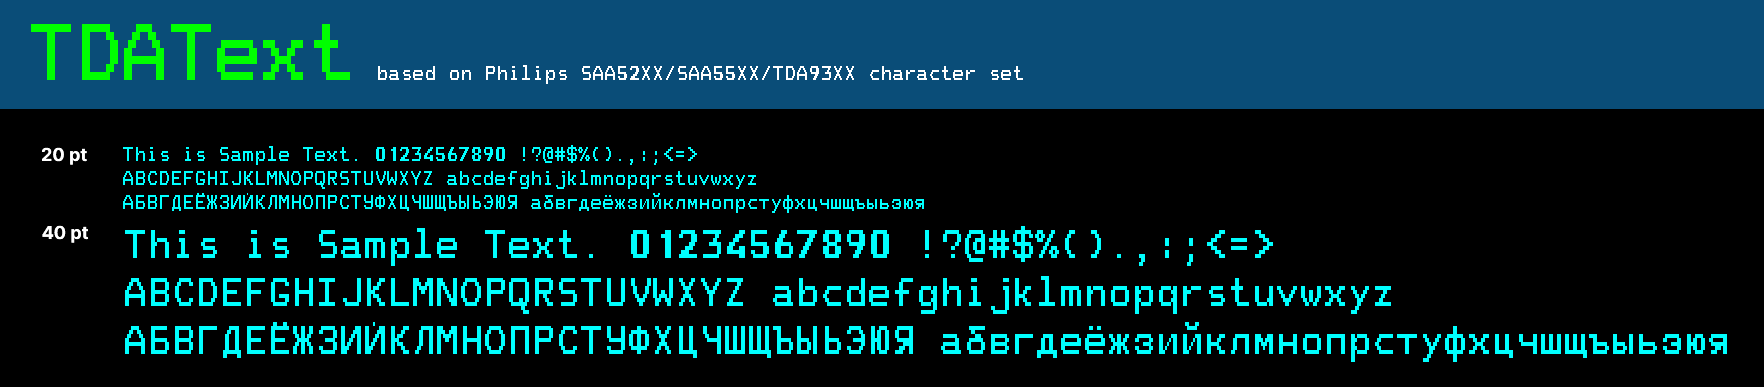 TDAText based on Philips SAA52XX/SAA55XX/TDA93XX character set
20 pt This is Sample Text. 01234567890 !?@#$%().,:;<=>
ABCDEFGHIJKLMNOPQRSTUVWXYZ abcdefghijklmnopqrstuvwxyz
АБВГДЕЁЖЗИЙКЛМНОПРСТУФХЦЧШЩЪЫЬЭЮЯ абвгдеёжзийклмнопрстуфхцчшщъыьэюя
40 pt This is Sample Text. 01234567890 !?@#$%().,:;<=>
ABCDEFGHIJKLMNOPQRSTUVWXYZ abcdefghijklmnopqrstuvwxyz
АБВГДЕЁЖЗИЙКЛМНОПРСТУФХЦЧШЩЪЫЬЭЮЯ абвгдеёжзийклмнопрстуфхцчшщъыьэюя